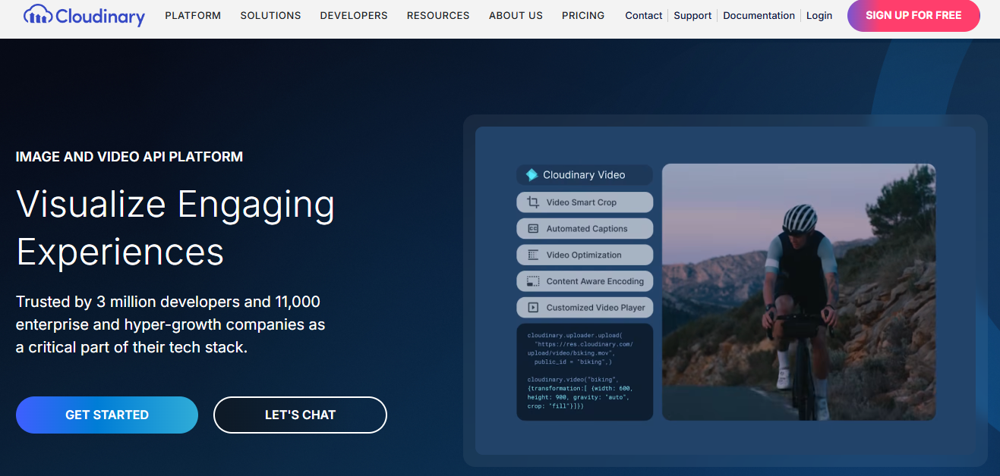 Cloudinary
PLATFORM SOLUTIONS DEVELOPERS RESOURCES ABOUT US PRICING Contact Support Documentation Login SIGN UP FOR FREE
IMAGE AND VIDEO API PLATFORM
Visualize Engaging
Experiences
Trusted by 3 million developers and 11,000
enterprise and hyper-growth companies as
a critical part of their tech stack.
GET STARTED
LET'S CHAT
Cloudinary Video
Video Smart Crop
CC Automated Captions
Video Optimization
Content Aware Encoding
Customized Video Player
cloudinary.uploader.upload(
"https://res.cloudinary.com/
upload/video/biking.mov",
public_id = "biking",)
cloudinary.video("biking",
{transformation:[ {width: 600,
height: 900, gravity: "auto",
crop: "fill"}]})